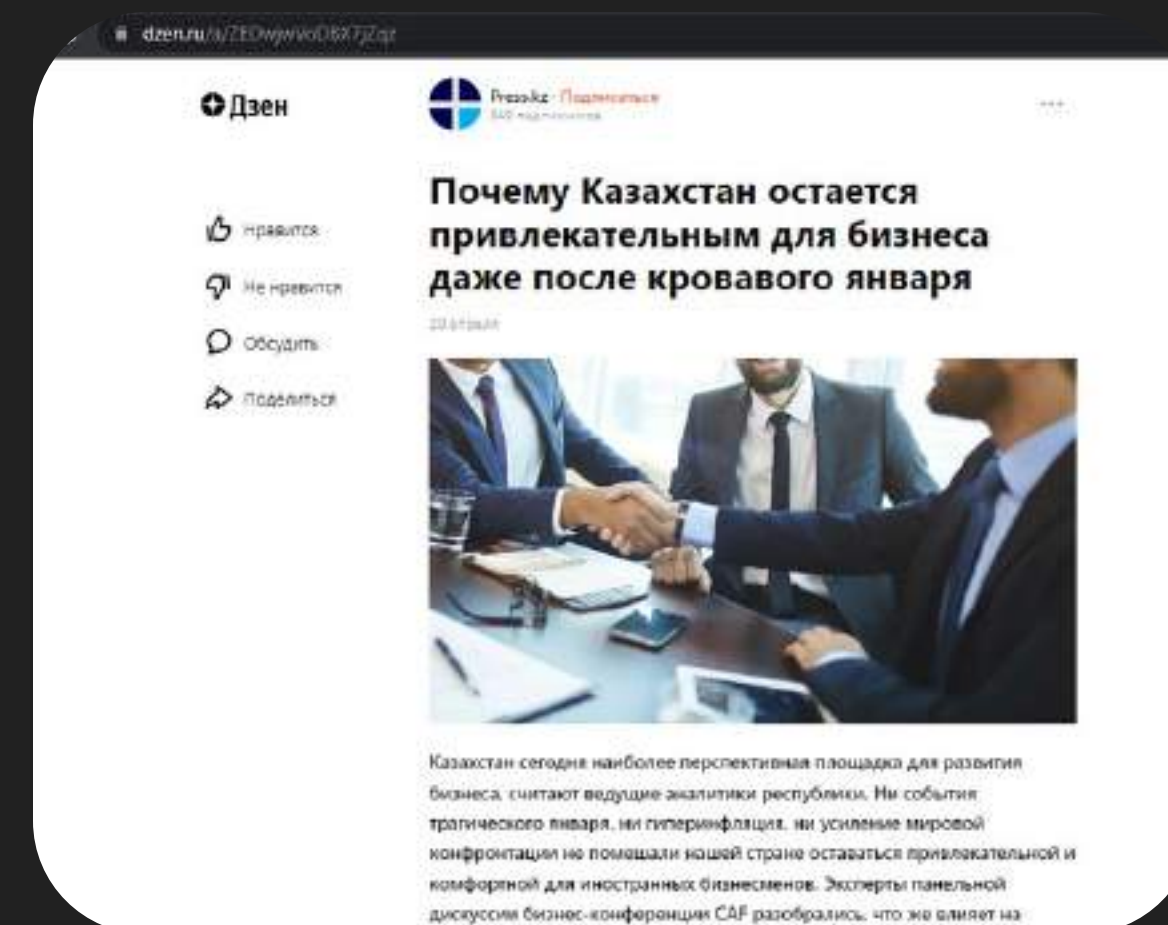 dzen.ru
Дзен
Press.kz · Подписаться
подписчиков
Нравится
Не нравится
Обсудить
Поделиться
Почему Казахстан остается
привлекательным для бизнеса
даже после кровавого января
апреля
Казахстан сегодня наиболее перспективная площадка для развития
бизнеса, считают ведущие аналитики республики. Ни события
трагического января, ни гиперинфляция, ни усиление мировой
конфронтации не помешали нашей стране оставаться привлекательной и
комфортной для иностранных бизнесменов. Эксперты панельной
дискуссии бизнес-конференции CAF разобрались, что же влияет на